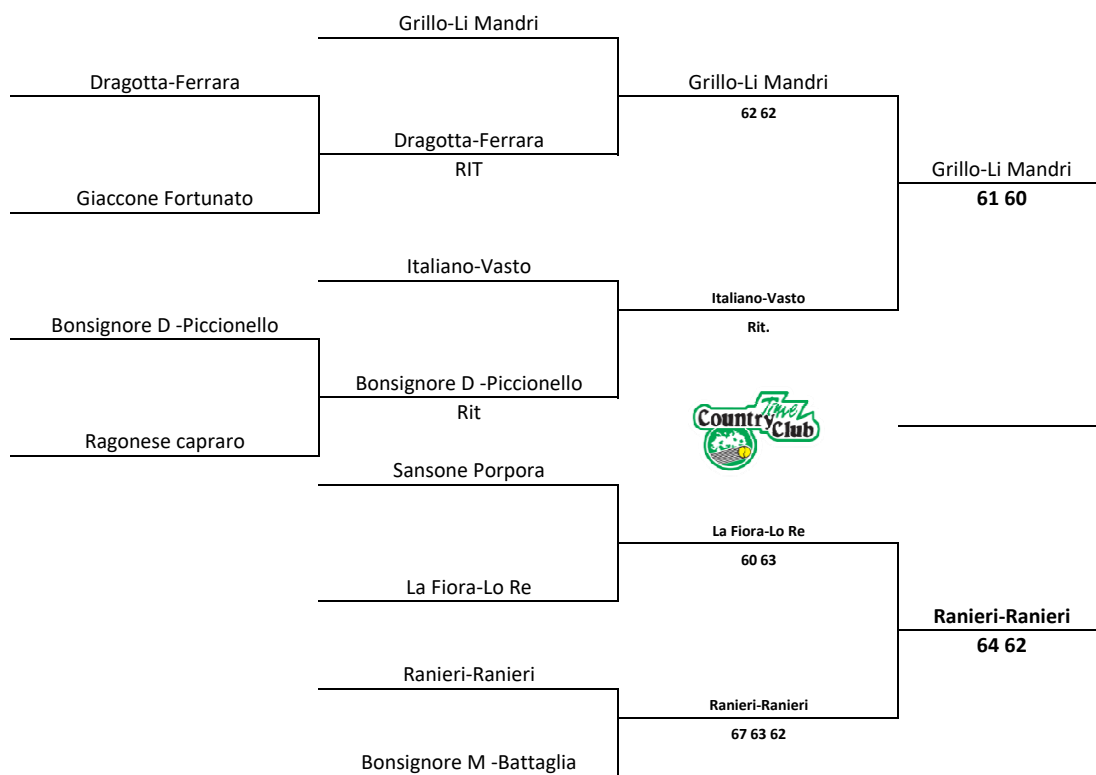 Grillo-Li Mandri
Dragotta-Ferrara
Grillo-Li Mandri
62 62
Dragotta-Ferrara
RIT
Grillo-Li Mandri
61 60
Giaccone Fortunato
Italiano-Vasto
Italiano-Vasto
Rit.
Bonsignore D -Piccionello
Bonsignore D -Piccionello
Rit
Ragonese capraro
Country
Club
Sansone Porpora
La Fiora-Lo Re
60 63
La Fiora-Lo Re
Ranieri-Ranieri
64 62
Ranieri-Ranieri
Ranieri-Ranieri
67 63 62
Bonsignore M -Battaglia